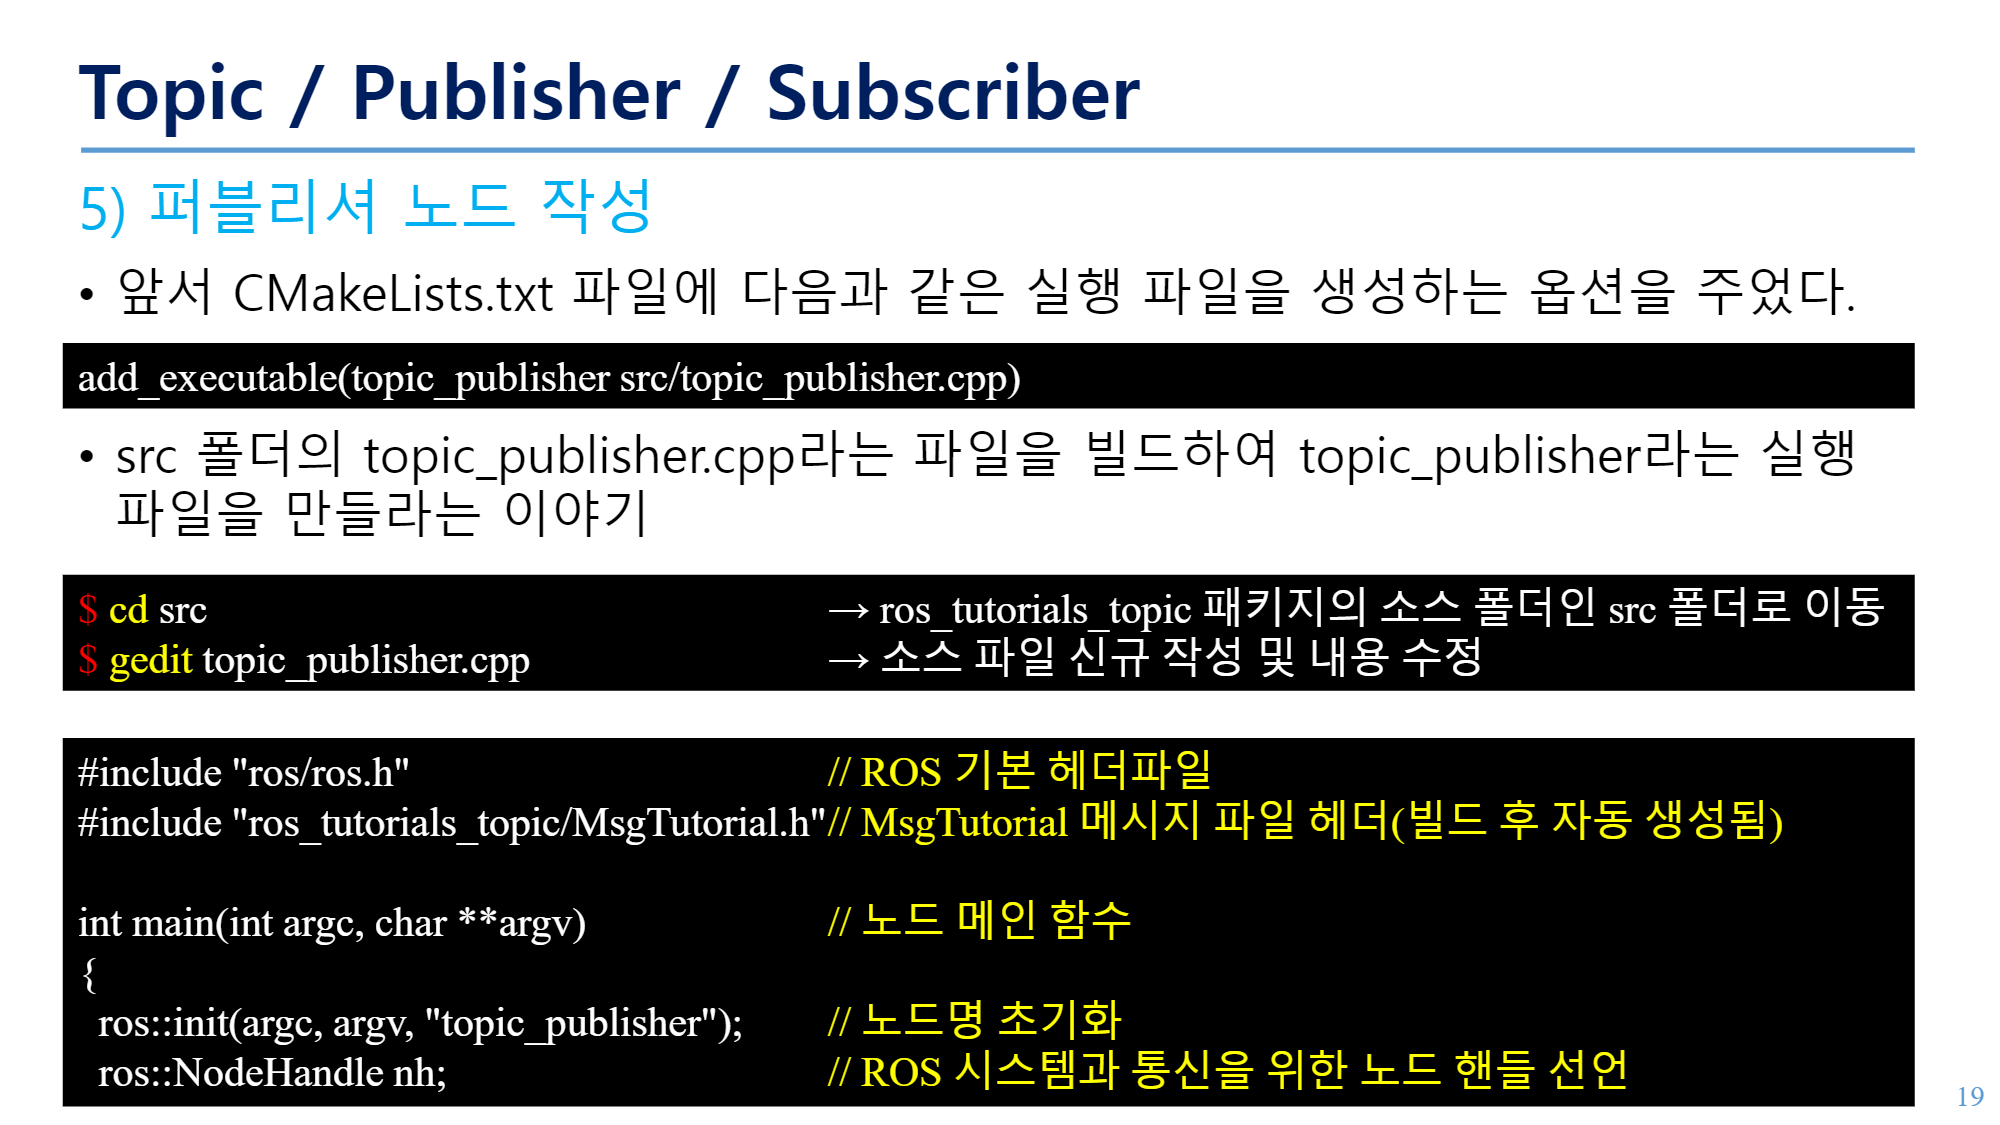 Topic / Publisher / Subscriber
5) 퍼블리셔 노드 작성
• 앞서 CMakeLists.txt 파일에 다음과 같은 실행 파일을 생성하는 옵션을 주었다.
add_executable(topic_publisher src/topic_publisher.cpp)
• src 폴더의 topic_publisher.cpp라는 파일을 빌드하여 topic_publisher라는 실행
파일을 만들라는 이야기
$ cd src → ros_tutorials_topic 패키지의 소스 폴더인 src 폴더로 이동
$ gedit topic_publisher.cpp → 소스 파일 신규 작성 및 내용 수정
#include "ros/ros.h" // ROS 기본 헤더파일
#include "ros_tutorials_topic/MsgTutorial.h"// MsgTutorial 메시지 파일 헤더(빌드 후 자동 생성됨)
int main(int argc, char **argv) // 노드 메인 함수
{
ros::init(argc, argv, "topic_publisher"); // 노드명 초기화
ros::NodeHandle nh; // ROS 시스템과 통신을 위한 노드 핸들 선언
19